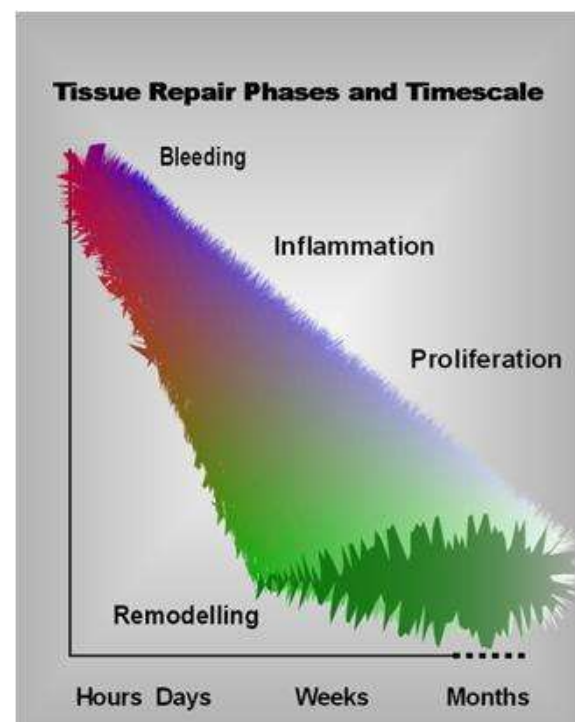 Tissue Repair Phases and Timescale
Bleeding
Inflammation
Proliferation
Remodelling
Hours Days Weeks Months